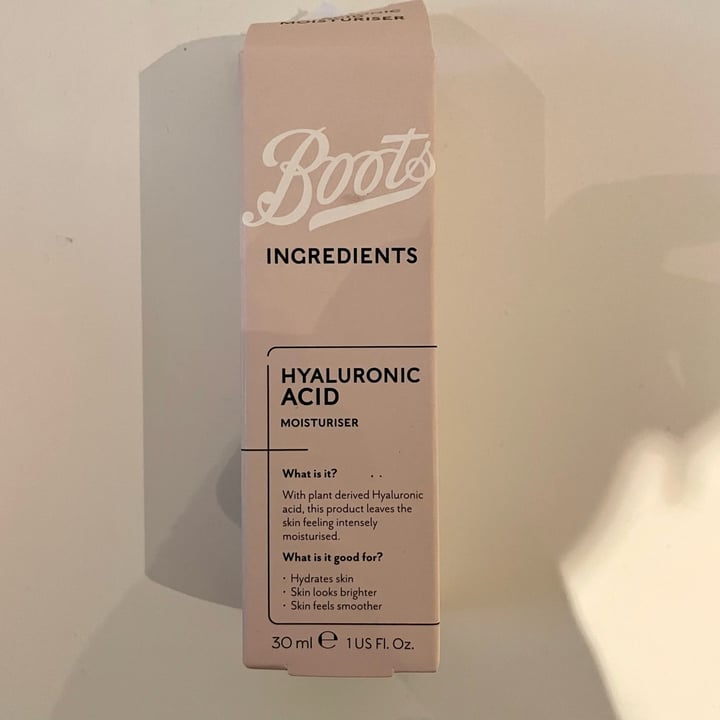 MOISTURISER
Boots
INGREDIENTS
HYALURONIC
ACID
MOISTURISER
What is it?
With plant derived Hyaluronic
acid, this product leaves the
skin feeling intensely
moisturised.
What is it good for?
· Hydrates skin
· Skin looks brighter
· Skin feels smoother
30 ml ℮ 1 US Fl. Oz.